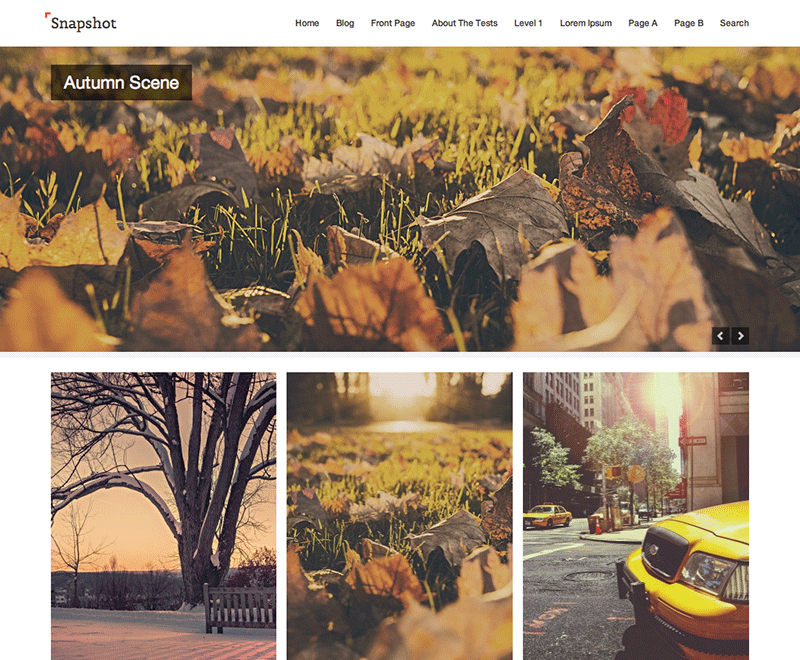 Snapshot
Home Blog Front Page About The Tests Level 1 Lorem Ipsum Page A Page B Search
Autumn Scene